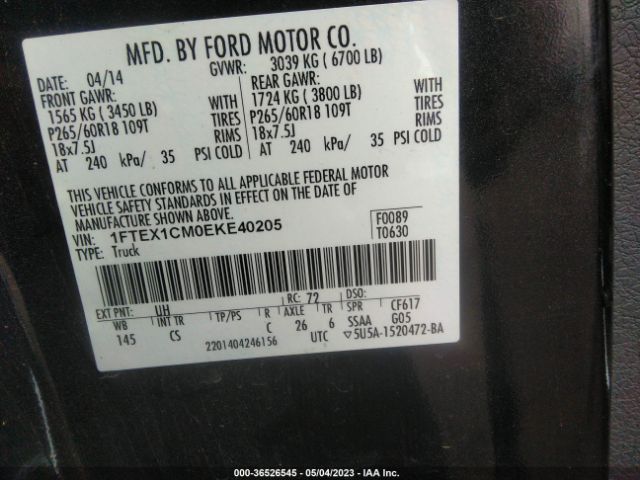 MFD. BY FORD MOTOR CO.
DATE: 04/14 GVWR: 3039 KG ( 6700 LB)
FRONT GAWR: REAR GAWR:
1565 KG ( 3450 LB) WITH 1724 KG ( 3800 LB) WITH
P265/60R18 109T TIRES P265/60R18 109T TIRES
18x7.5J RIMS 18x7.5J RIMS
AT 240 kPa/ 35 PSI COLD AT 240 kPa/ 35 PSI COLD
THIS VEHICLE CONFORMS TO ALL APPLICABLE FEDERAL MOTOR
VEHICLE SAFETY STANDARDS IN EFFECT ON THE DATE OF
MANUFACTURE SHOWN ABOVE.
VIN: 1FTEX1CM0EKE40205 F0089
TYPE: Truck T0630
EXT PNT: UH RC: 72 DSO:
WB INT TR TP/PS R AXLE TR SPR CF617
145 CS C 26 6 SSAA G05
2201404246156 UTC ▽5U5A-1520472-BA
000-36526545 - 05/04/2023 - IAA Inc.